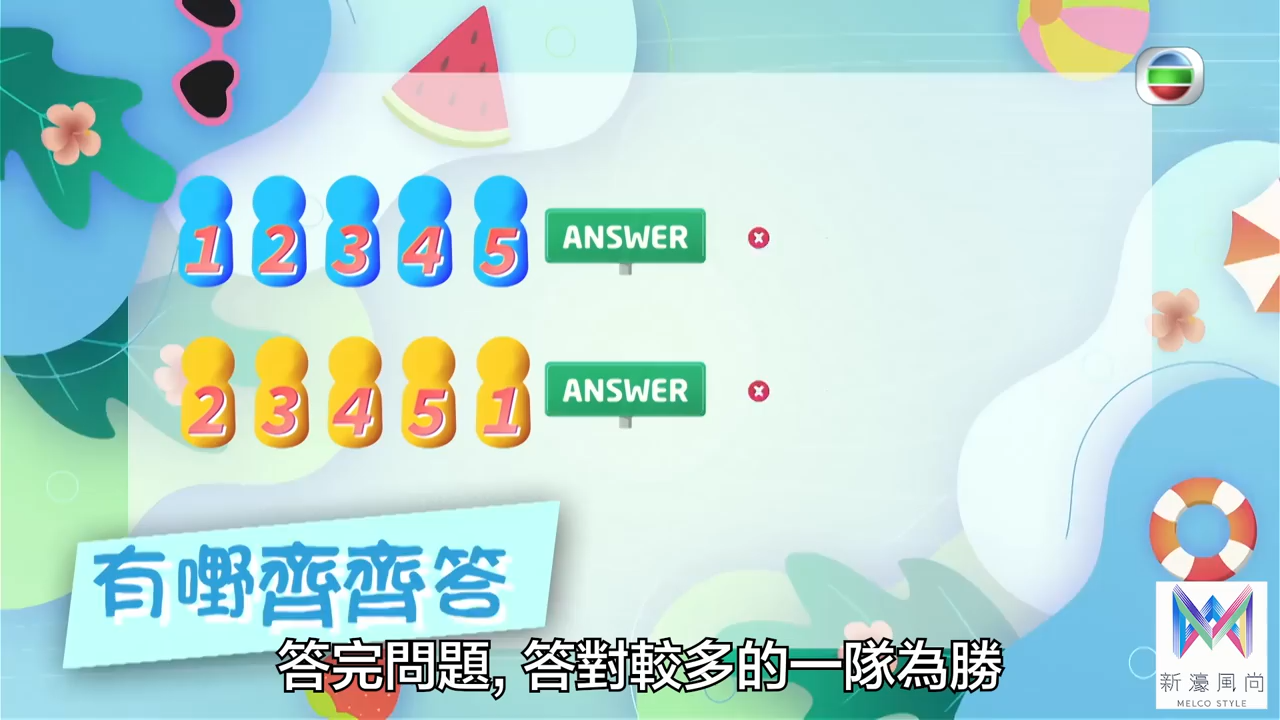 1 2 3 4 5 ANSWER
2 3 4 5 1 ANSWER
有嘢齊齊答
答完問題, 答對較多的一隊為勝
新濠風尚
MELCO STYLE